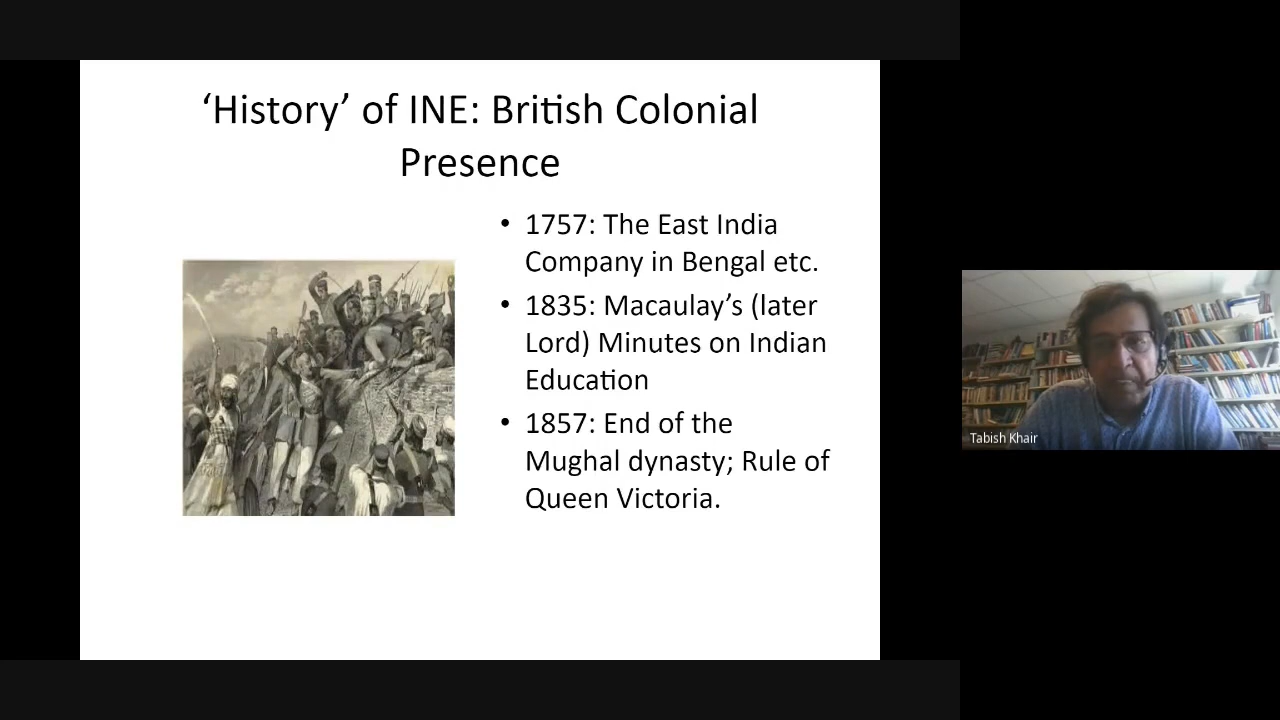 ‘History’ of INE: British Colonial
Presence
• 1757: The East India
Company in Bengal etc.
• 1835: Macaulay’s (later
Lord) Minutes on Indian
Education
• 1857: End of the
Mughal dynasty; Rule of
Queen Victoria.
Tabish Khair